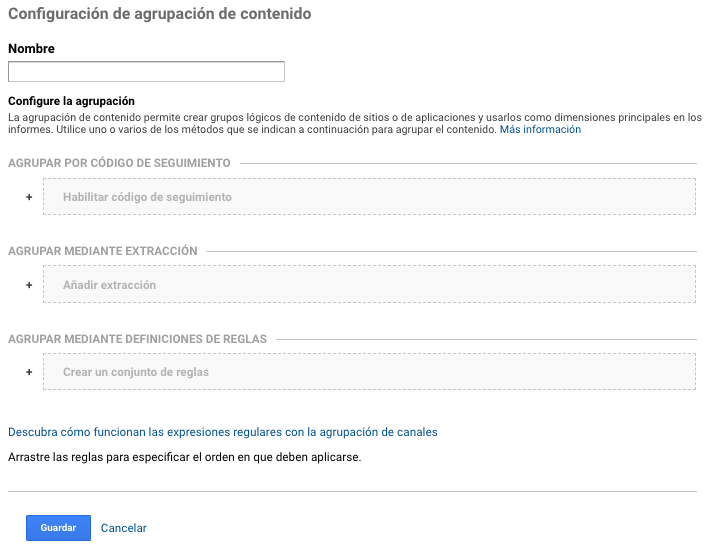 Configuración de agrupación de contenido
Nombre
Configure la agrupación
La agrupación de contenido permite crear grupos lógicos de contenido de sitios o de aplicaciones y usarlos como dimensiones principales en los
informes. Utilice uno o varios de los métodos que se indican a continuación para agrupar el contenido. Más información
AGRUPAR POR CÓDIGO DE SEGUIMIENTO
+ Habilitar código de seguimiento
AGRUPAR MEDIANTE EXTRACCIÓN
+ Añadir extracción
AGRUPAR MEDIANTE DEFINICIONES DE REGLAS
+ Crear un conjunto de reglas
Descubra cómo funcionan las expresiones regulares con la agrupación de canales
Arrastre las reglas para especificar el orden en que deben aplicarse.
Guardar Cancelar